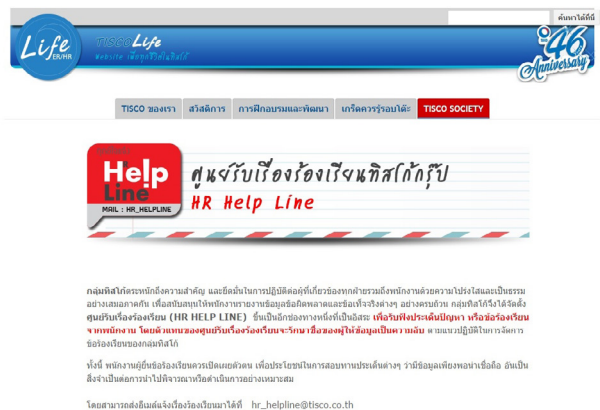 ค้นหาได้ที่นี่
Life
ER/HR
TISCO Life
Website เพื่อทุกชีวิตในทิสโก้
46
Anniversary
TISCO ของเรา
สวัสดิการ
การฝึกอบรมและพัฒนา
เกร็ดควรรู้รอบโต๊ะ
TISCO SOCIETY
Help
Line
MAIL : HR_HELPLINE
ศูนย์รับเรื่องร้องเรียนทิสโก้กรุ๊ป
HR Help Line
กลุ่มทิสโก้ตระหนักถึงความสำคัญ และยึดมั่นในการปฏิบัติต่อผู้ที่เกี่ยวข้องทุกฝ่ายรวมถึงพนักงานด้วยความโปร่งใสและเป็นธรรม
อย่างเสมอภาคกัน เพื่อสนับสนุนให้พนักงานรายงานข้อมูลข้อผิดพลาดและข้อเท็จจริงต่างๆ อย่างครบถ้วน กลุ่มทิสโก้จึงได้จัดตั้ง
ศูนย์รับเรื่องร้องเรียน (HR HELP LINE) ขึ้นเป็นอีกช่องทางหนึ่งที่เป็นอิสระ เพื่อรับฟังประเด็นปัญหา หรือข้อร้องเรียน
จากพนักงาน โดยตัวแทนของศูนย์รับเรื่องร้องเรียนจะรักษาชื่อของผู้ให้ข้อมูลเป็นความลับ ตามแนวปฏิบัติในการจัดการ
ข้อร้องเรียนของกลุ่มทิสโก้
ทั้งนี้ พนักงานผู้ยื่นข้อร้องเรียนควรเปิดเผยตัวตน เพื่อประโยชน์ในการสอบทานประเด็นต่างๆ ว่ามีข้อมูลเพียงพอน่าเชื่อถือ อันเป็น
สิ่งจำเป็นต่อการนำไปพิจารณาหรือดำเนินการอย่างเหมาะสม
โดยสามารถส่งอีเมล์แจ้งเรื่องร้องเรียนมาได้ที่ hr_helpline@tisco.co.th